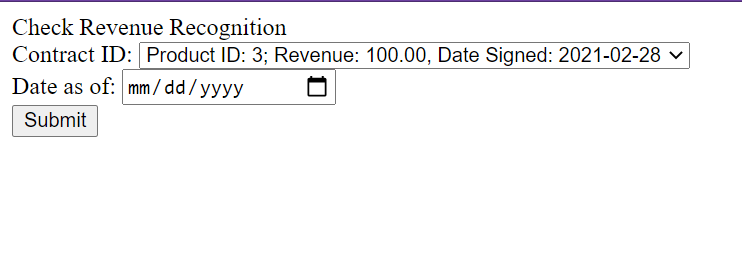 Check Revenue Recognition
Contract ID: Product ID: 3; Revenue: 100.00, Date Signed: 2021-02-28
Date as of: mm/dd/yyyy
Submit